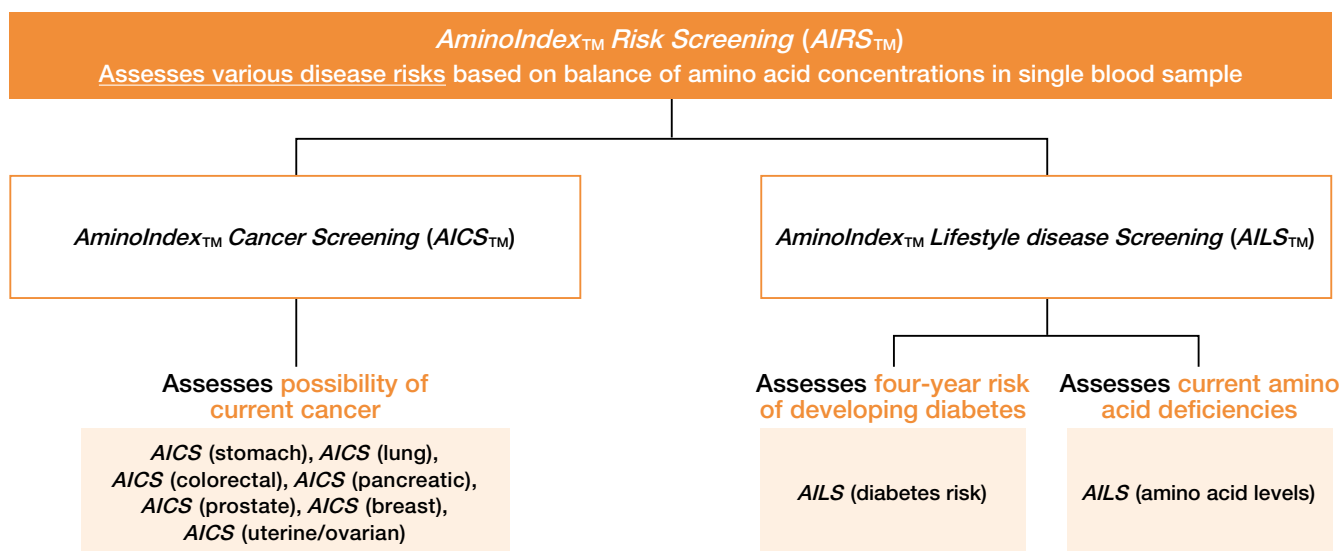 AminoIndex™ Risk Screening (AIRS™)
Assesses various disease risks based on balance of amino acid concentrations in single blood sample
AminoIndex™ Cancer Screening (AICS™)
AminoIndex™ Lifestyle disease Screening (AILS™)
Assesses possibility of
current cancer
AICS (stomach), AICS (lung),
AICS (colorectal), AICS (pancreatic),
AICS (prostate), AICS (breast),
AICS (uterine/ovarian)
Assesses four-year risk
of developing diabetes
AILS (diabetes risk)
Assesses current amino
acid deficiencies
AILS (amino acid levels)